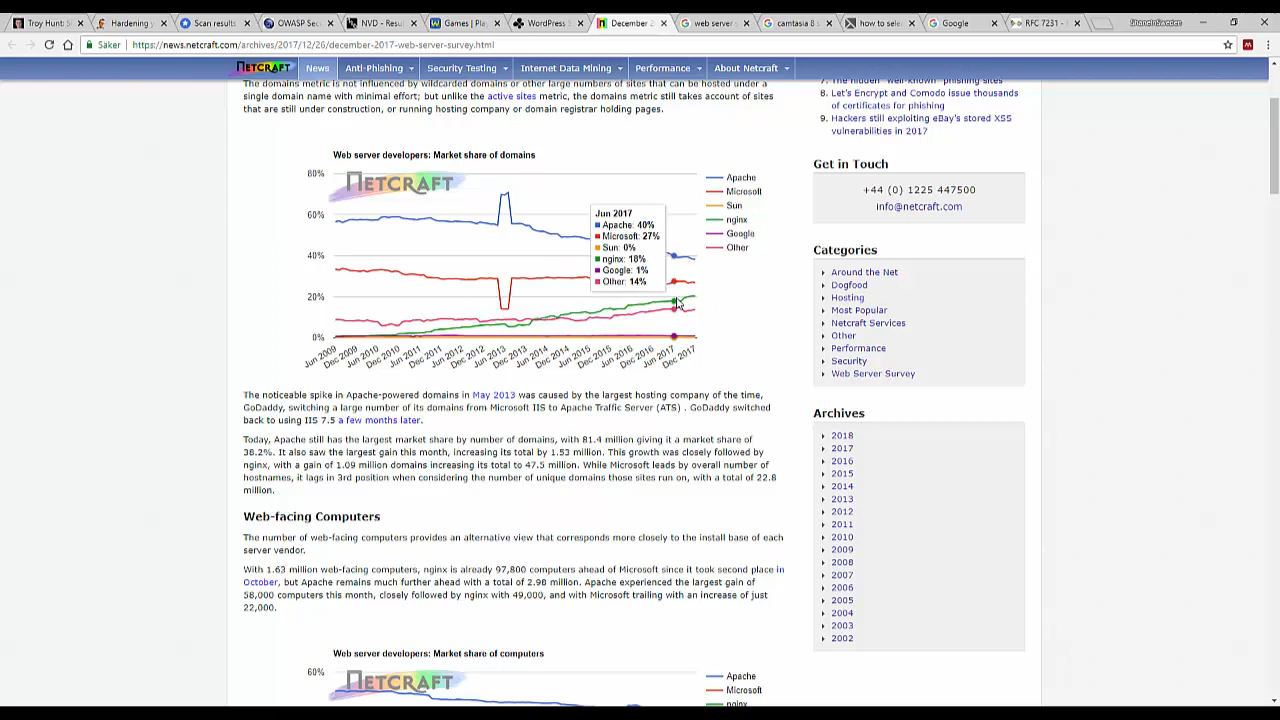 Troy Hunt:
Hardening y
Scan results
OWASP Sec
NVD - Resu
Games | Play
WordPress S
December 2
web server s
camtasia 8 s
how to selec
Google
RFC 7231 -
Säker
https://news.netcraft.com/archives/2017/12/26/december-2017-web-server-survey.html
NETCRAFT
News
Anti-Phishing
Security Testing
Internet Data Mining
Performance
About Netcraft
The domains metric is not influenced by wildcarded domains or other large numbers of sites that can be hosted under a
single domain name with minimal effort; but unlike the active sites metric, the domains metric still takes account of sites
that are still under construction, or running hosting company or domain registrar holding pages.
Web server developers: Market share of domains
NETCRAFT
80%
60%
40%
20%
0%
Jun 2009
Dec 2009
Jun 2010
Dec 2010
Jun 2011
Dec 2011
Jun 2012
Dec 2012
Jun 2013
Dec 2013
Jun 2014
Dec 2014
Jun 2015
Dec 2015
Jun 2016
Dec 2016
Jun 2017
Dec 2017
Jun 2017
Apache: 40%
Microsoft: 27%
Sun: 0%
nginx: 18%
Google: 1%
Other: 14%
Apache
Microsoft
Sun
nginx
Google
Other
The noticeable spike in Apache-powered domains in May 2013 was caused by the largest hosting company of the time,
GoDaddy, switching a large number of its domains from Microsoft IIS to Apache Traffic Server (ATS) . GoDaddy switched
back to using IIS 7.5 a few months later.
Today, Apache still has the largest market share by number of domains, with 81.4 million giving it a market share of
38.2%. It also saw the largest gain this month, increasing its total by 1.53 million. This growth was closely followed by
nginx, with a gain of 1.09 million domains increasing its total to 47.5 million. While Microsoft leads by overall number of
hostnames, it lags in 3rd position when considering the number of unique domains those sites run on, with a total of 22.8
million.
Web-facing Computers
The number of web-facing computers provides an alternative view that corresponds more closely to the install base of each
server vendor.
With 1.63 million web-facing computers, nginx is already 97,800 computers ahead of Microsoft since it took second place in
October, but Apache remains much further ahead with a total of 2.98 million. Apache experienced the largest gain of
58,000 computers this month, closely followed by nginx with 49,000, and with Microsoft trailing with an increase of just
22,000.
Web server developers: Market share of computers
60%
NETCRAFT
Apache
Microsoft
nginx
7. The hidden "well-known" phishing sites
8. Let's Encrypt and Comodo issue thousands
of certificates for phishing
9. Hackers still exploiting eBay's stored XSS
vulnerabilities in 2017
Get in Touch
+44 (0) 1225 447500
info@netcraft.com
Categories
Around the Net
Dogfood
Hosting
Most Popular
Netcraft Services
Other
Performance
Security
Web Server Survey
Archives
2018
2017
2016
2015
2014
2013
2012
2011
2010
2009
2008
2007
2006
2005
2004
2003
2002